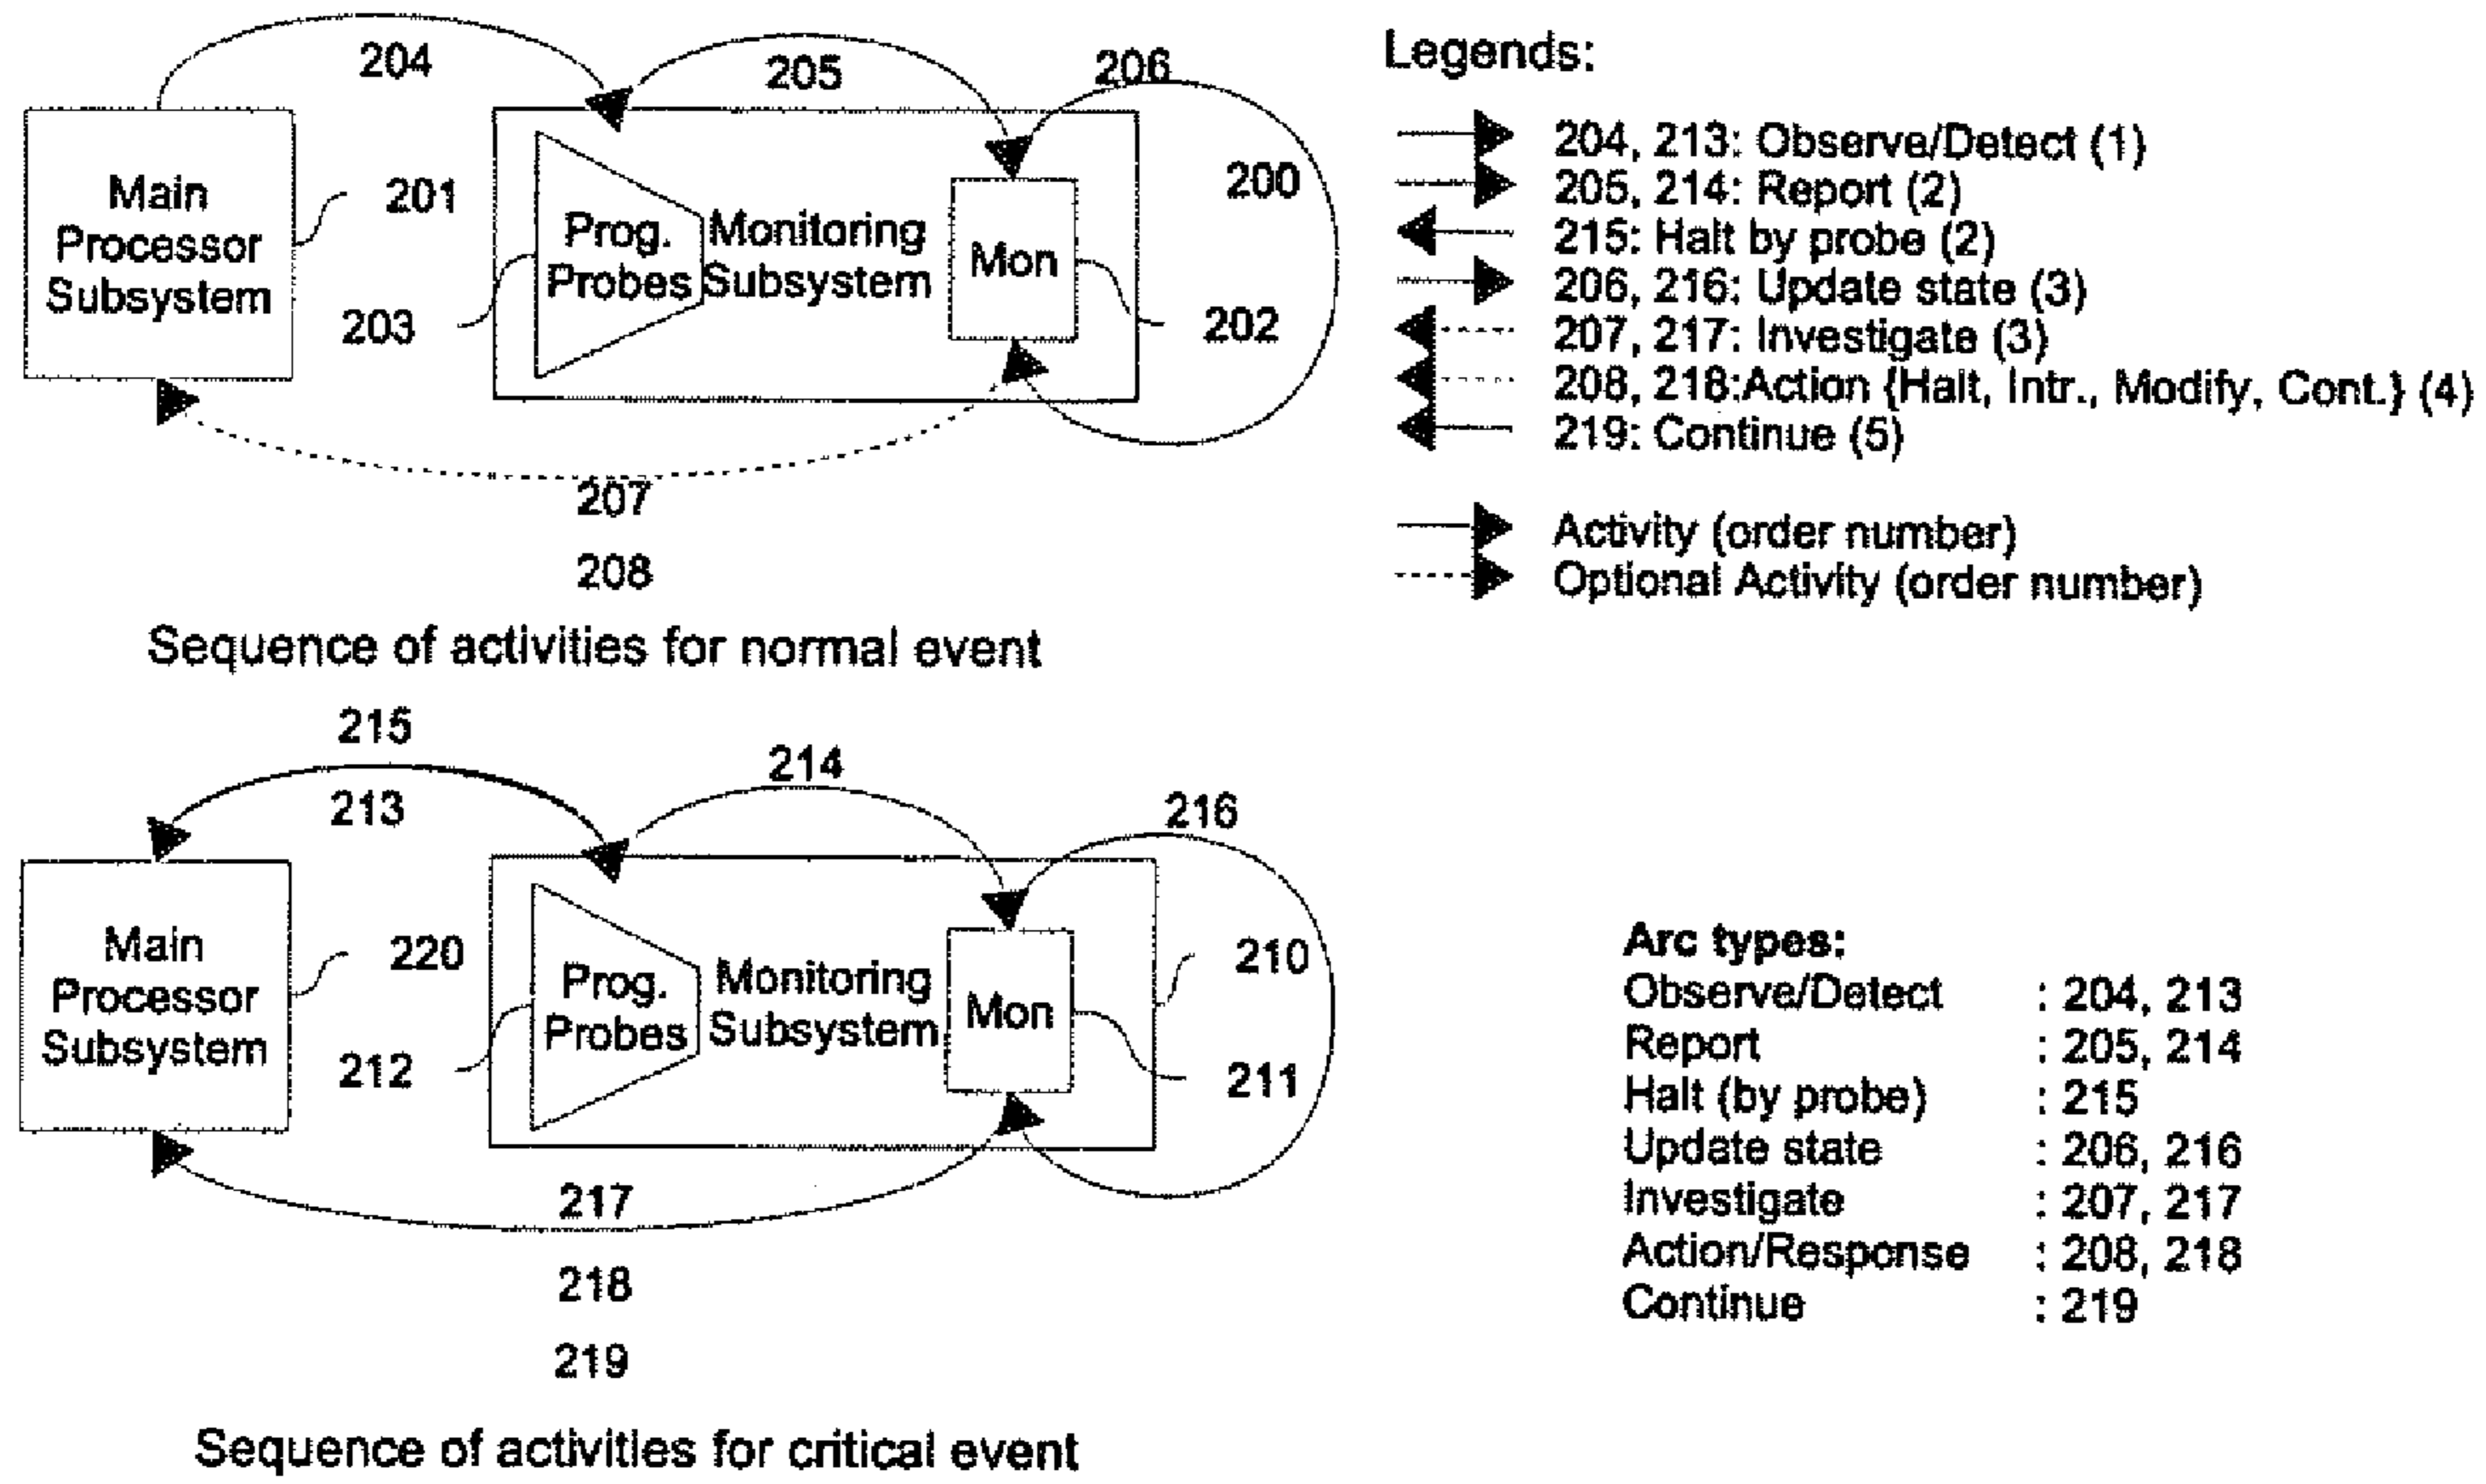 204
205
206
Main
Processor
Subsystem
201
Prog.
Probes
Monitoring
Subsystem
Mon
200
203
202
207
208
Sequence of activities for normal event
Legends:
204, 213: Observe/Detect (1)
205, 214: Report (2)
215: Halt by probe (2)
206, 216: Update state (3)
207, 217: Investigate (3)
208, 218:Action {Halt, Intr., Modify, Cont.} (4)
219: Continue (5)
Activity (order number)
Optional Activity (order number)
215
213
214
216
Main
Processor
Subsystem
220
Prog.
Probes
Monitoring
Subsystem
Mon
210
212
211
217
218
219
Sequence of activities for critical event
Arc types:
Observe/Detect : 204, 213
Report : 205, 214
Halt (by probe) : 215
Update state : 206, 216
Investigate : 207, 217
Action/Response : 208, 218
Continue : 219